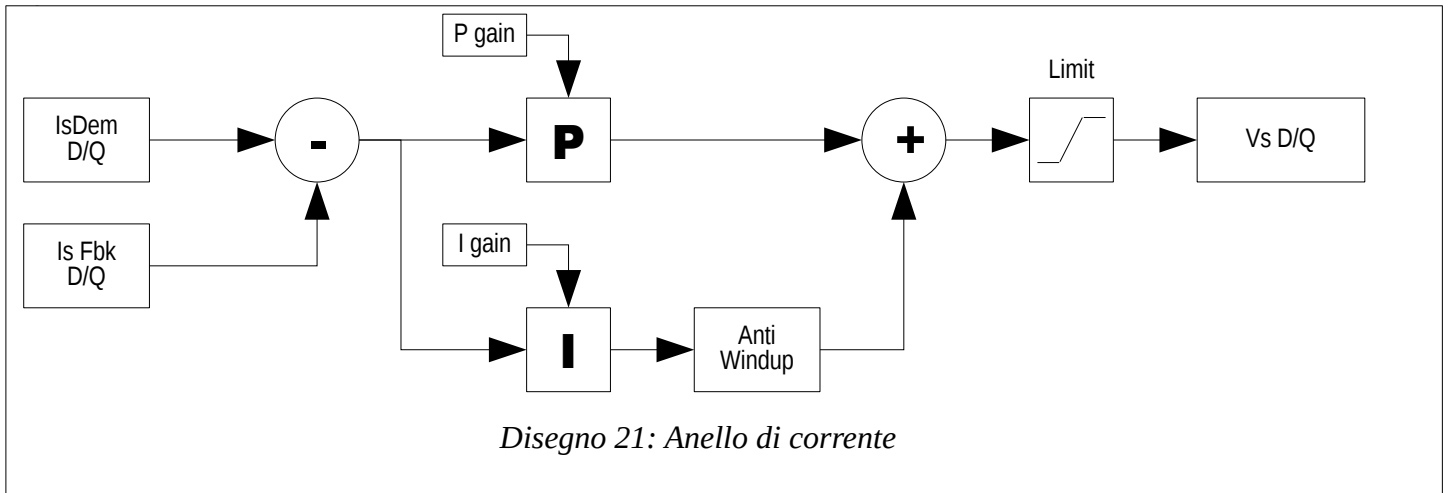 P gain
Limit
IsDem
D/Q
-
P
+
Vs D/Q
Is Fbk
D/Q
I gain
I
Anti
Windup
Disegno 21: Anello di corrente